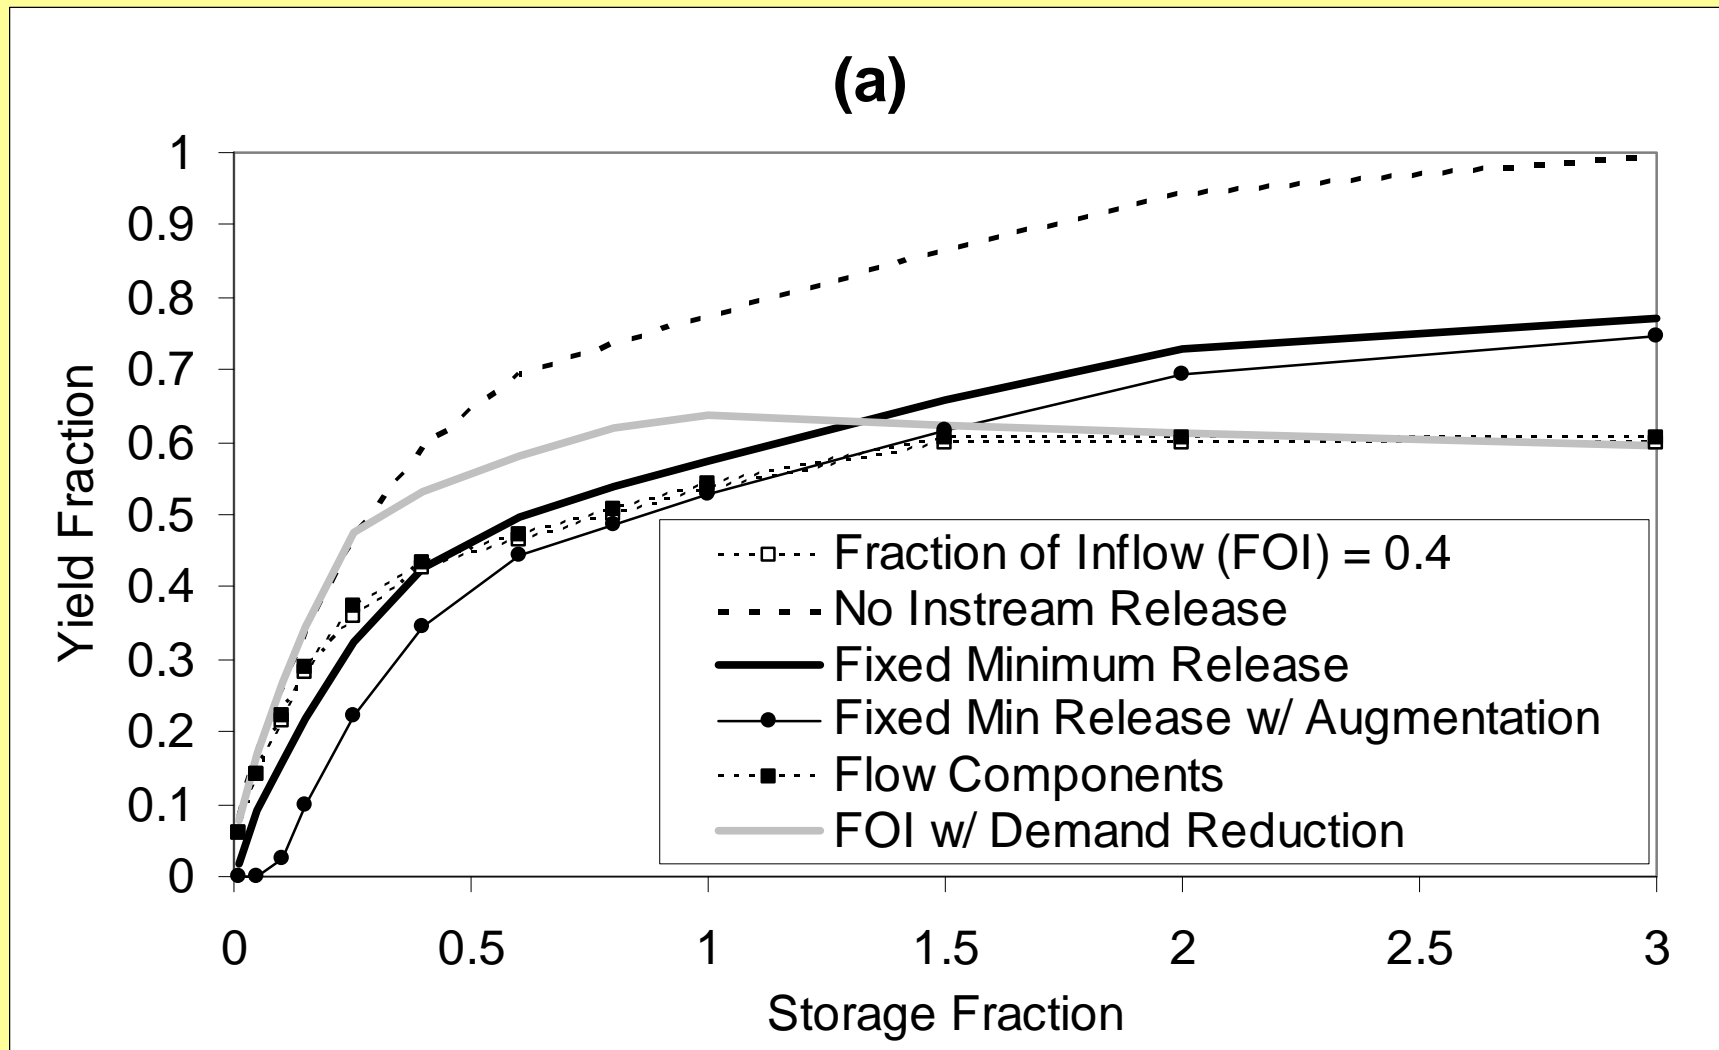 (a)
1
0.9
0.8
0.7
0.6
0.5
0.4
0.3
0.2
0.1
0
Yield Fraction
Fraction of Inflow (FOI) = 0.4
No Instream Release
Fixed Minimum Release
Fixed Min Release w/ Augmentation
Flow Components
FOI w/ Demand Reduction
0 0.5 1 1.5 2 2.5 3
Storage Fraction